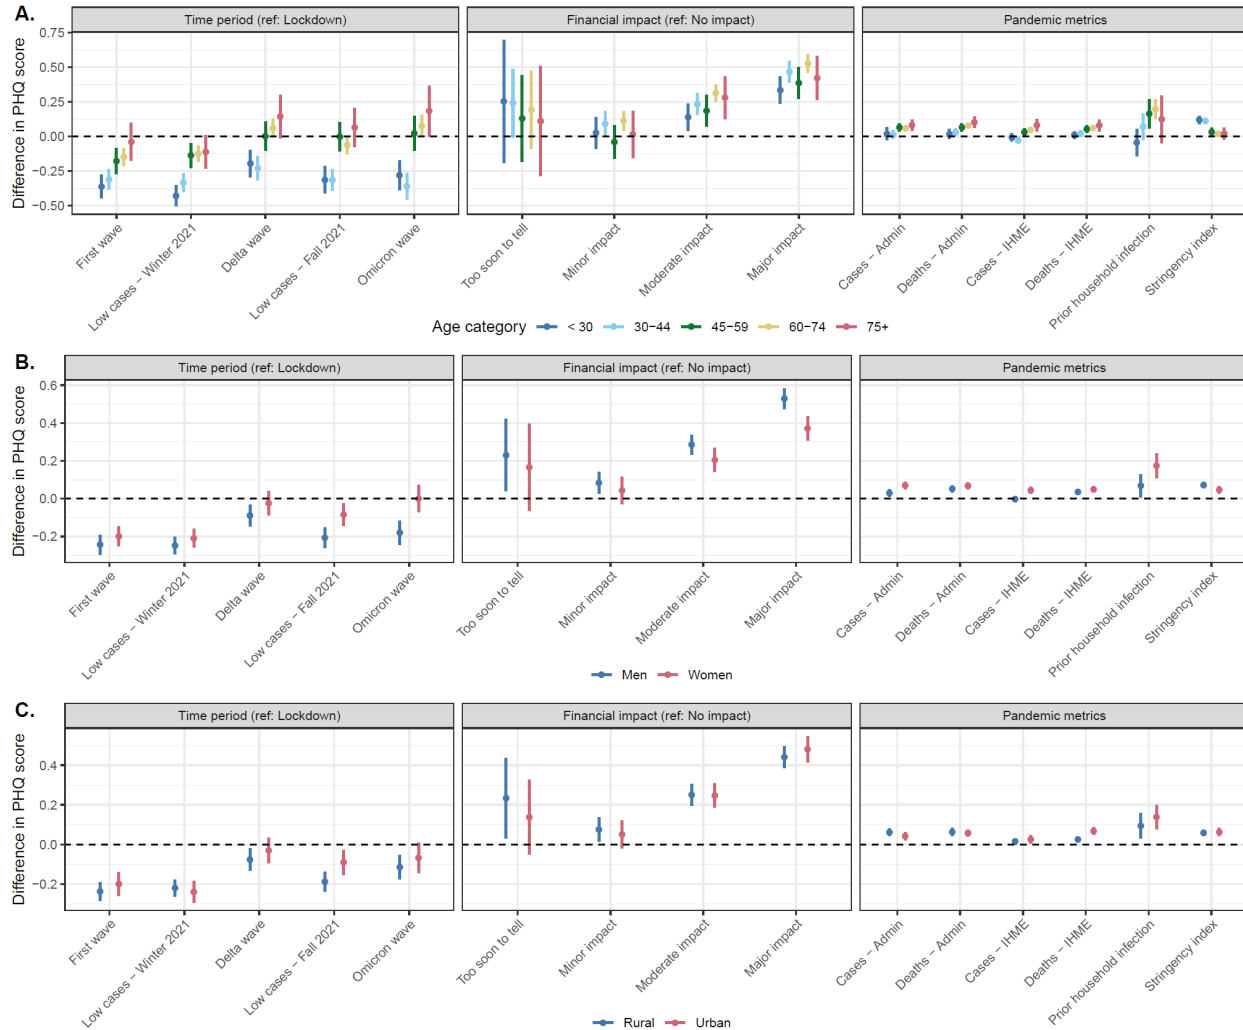 A.
Time period (ref: Lockdown)
Financial impact (ref: No impact)
Pandemic metrics
Difference in PHQ score
0.75
0.50
0.25
0.00
−0.25
−0.50
First wave
Low cases − Winter 2021
Delta wave
Low cases − Fall 2021
Omicron wave
Too soon to tell
Minor impact
Moderate impact
Major impact
Cases − Admin
Deaths − Admin
Cases − IHME
Deaths − IHME
Prior household infection
Stringency index
Age category < 30 30−44 45−59 60−74 75+
B.
Time period (ref: Lockdown)
Financial impact (ref: No impact)
Pandemic metrics
Difference in PHQ score
0.6
0.4
0.2
0.0
−0.2
First wave
Low cases − Winter 2021
Delta wave
Low cases − Fall 2021
Omicron wave
Too soon to tell
Minor impact
Moderate impact
Major impact
Cases − Admin
Deaths − Admin
Cases − IHME
Deaths − IHME
Prior household infection
Stringency index
Men Women
C.
Time period (ref: Lockdown)
Financial impact (ref: No impact)
Pandemic metrics
Difference in PHQ score
0.4
0.2
0.0
−0.2
First wave
Low cases − Winter 2021
Delta wave
Low cases − Fall 2021
Omicron wave
Too soon to tell
Minor impact
Moderate impact
Major impact
Cases − Admin
Deaths − Admin
Cases − IHME
Deaths − IHME
Prior household infection
Stringency index
Rural Urban